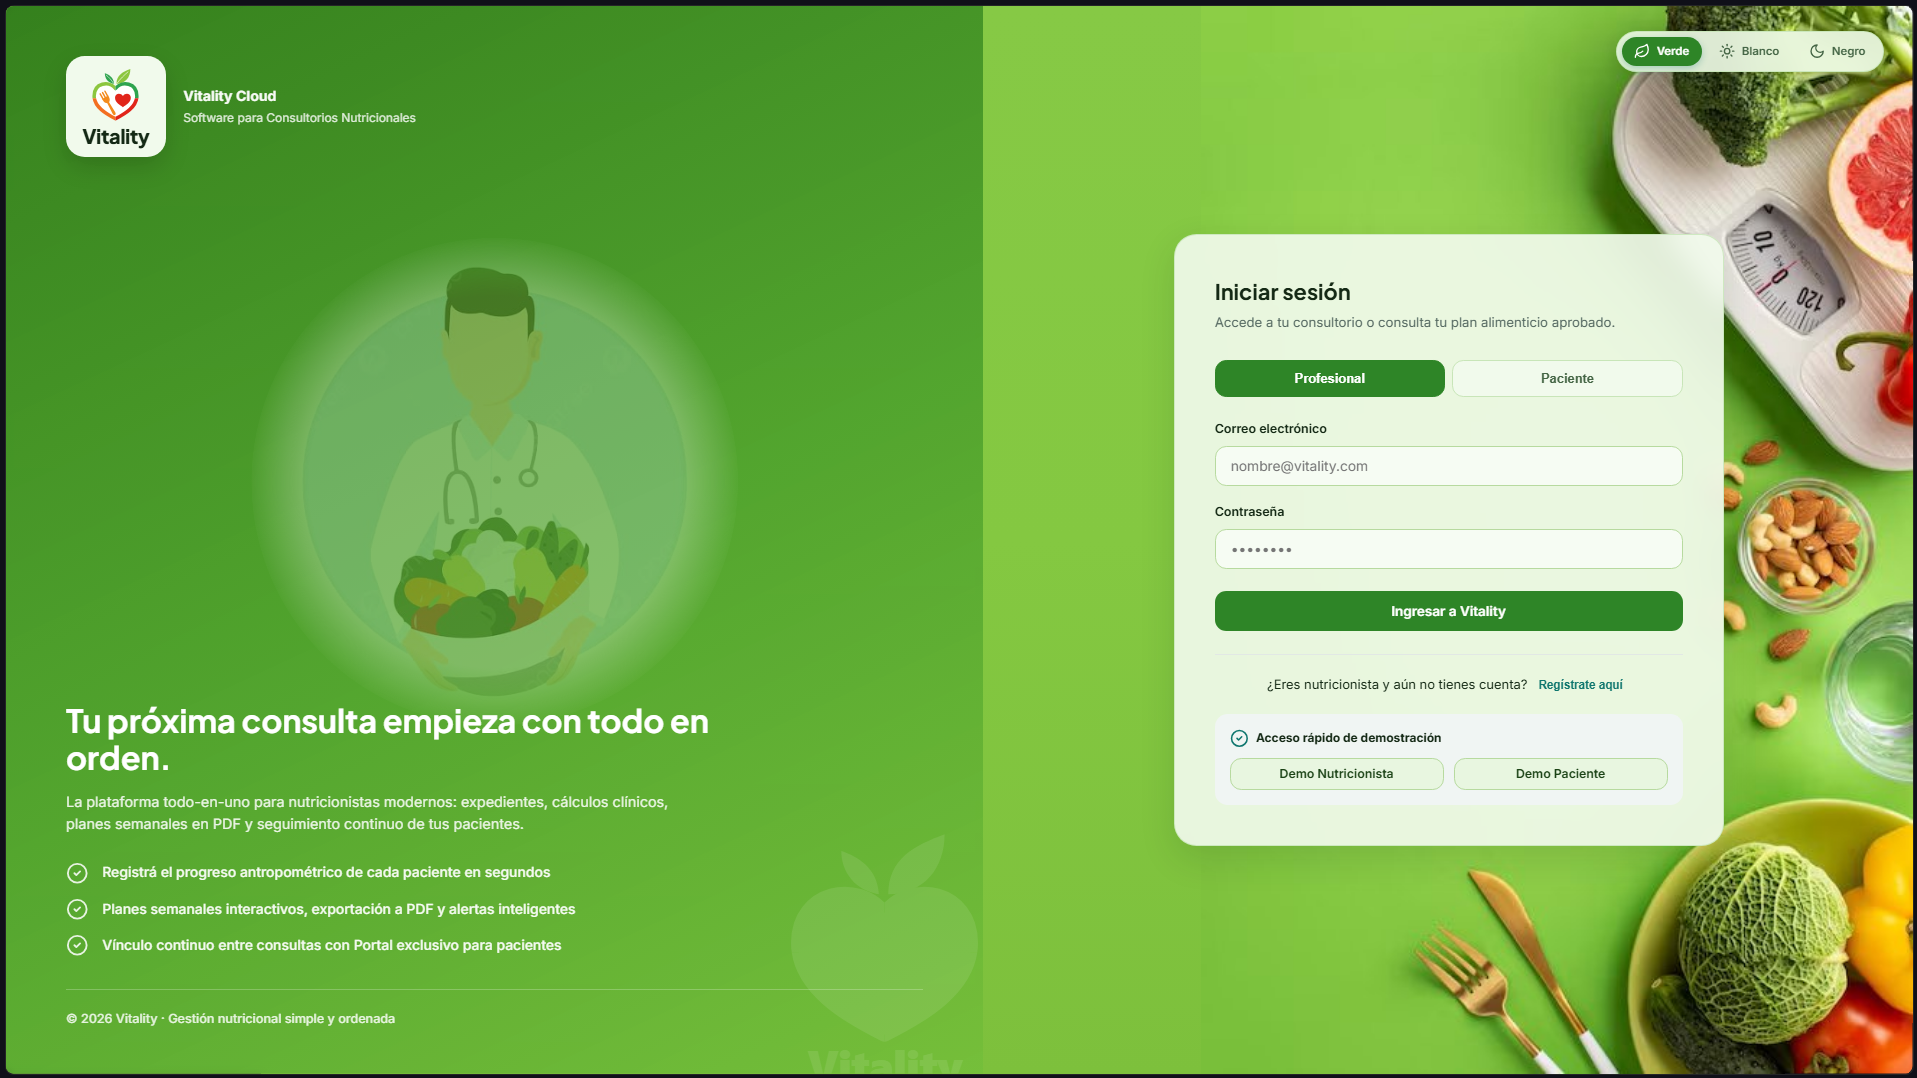 Vitality
Vitality Cloud
Software para Consultorios Nutricionales
Verde
Blanco
Negro
Tu próxima consulta empieza con todo en
orden.
La plataforma todo-en-uno para nutricionistas modernos: expedientes, cálculos clínicos,
planes semanales en PDF y seguimiento continuo de tus pacientes.
Registrá el progreso antropométrico de cada paciente en segundos
Planes semanales interactivos, exportación a PDF y alertas inteligentes
Vínculo continuo entre consultas con Portal exclusivo para pacientes
© 2026 Vitality · Gestión nutricional simple y ordenada
Vitality
Iniciar sesión
Accede a tu consultorio o consulta tu plan alimenticio aprobado.
Profesional
Paciente
Correo electrónico
nombre@vitality.com
Contraseña
••••••••
Ingresar a Vitality
¿Eres nutricionista y aún no tienes cuenta? Regístrate aquí
Acceso rápido de demostración
Demo Nutricionista
Demo Paciente
10
0
kg
120